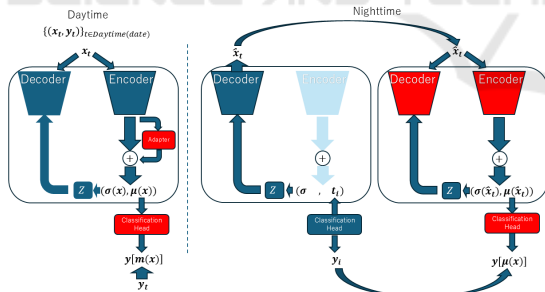 Daytime
Nighttime
{(x_t, y_t)}_{t∈Daytime(date)}
x_t
x̂_t
x̂_t
Decoder
Encoder
Decoder
Encoder
Decoder
Encoder
Adapter
+
+
+
Z
(σ(x), μ(x))
Z
(σ , t_i)
Z
(σ(x̂_t), μ(x̂_t))
Classification
Head
Classification
Head
Classification
Head
y[m(x)]
y_i
y[μ(x)]
y_t